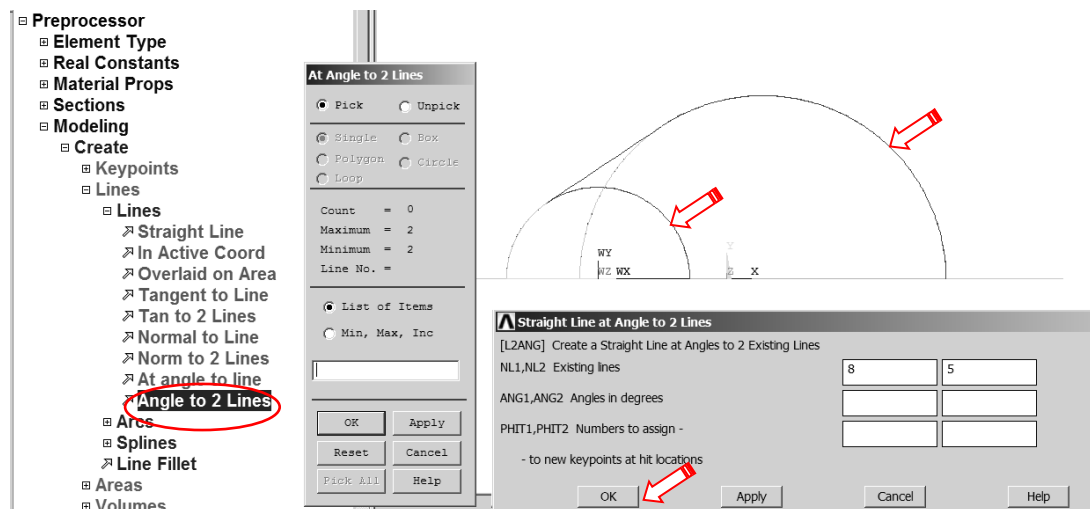 Preprocessor
Element Type
Real Constants
Material Props
Sections
Modeling
Create
Keypoints
Lines
Lines
Straight Line
In Active Coord
Overlaid on Area
Tangent to Line
Tan to 2 Lines
Normal to Line
Norm to 2 Lines
At angle to line
Angle to 2 Lines
Arcs
Splines
Line Fillet
Areas
Volumes
At Angle to 2 Lines
Pick Unpick
Single Box
Polygon Circle
Loop
Count = 0
Maximum = 2
Minimum = 2
Line No. =
List of Items
Min, Max, Inc
OK Apply
Reset Cancel
Pick All Help
WY
WZ WX
Y
Z X
Straight Line at Angle to 2 Lines
[L2ANG] Create a Straight Line at Angles to 2 Existing Lines
NL1,NL2 Existing lines 8 5
ANG1,ANG2 Angles in degrees
PHIT1,PHIT2 Numbers to assign -
- to new keypoints at hit locations
OK Apply Cancel Help